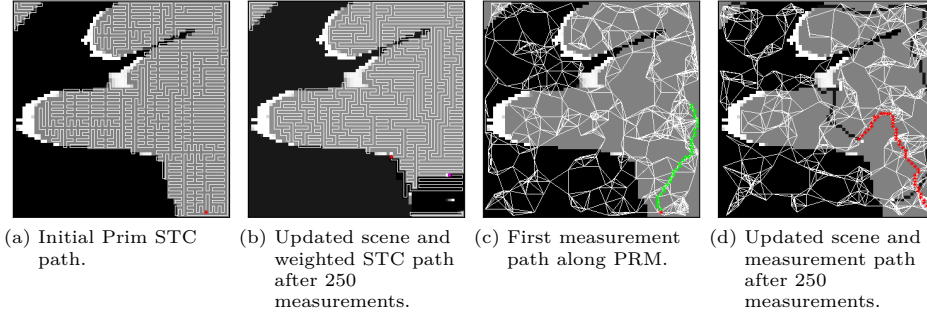 (a) Initial Prim STC
path.
(b) Updated scene and
weighted STC path
after 250
measurements.
(c) First measurement
path along PRM.
(d) Updated scene and
measurement path
after 250
measurements.